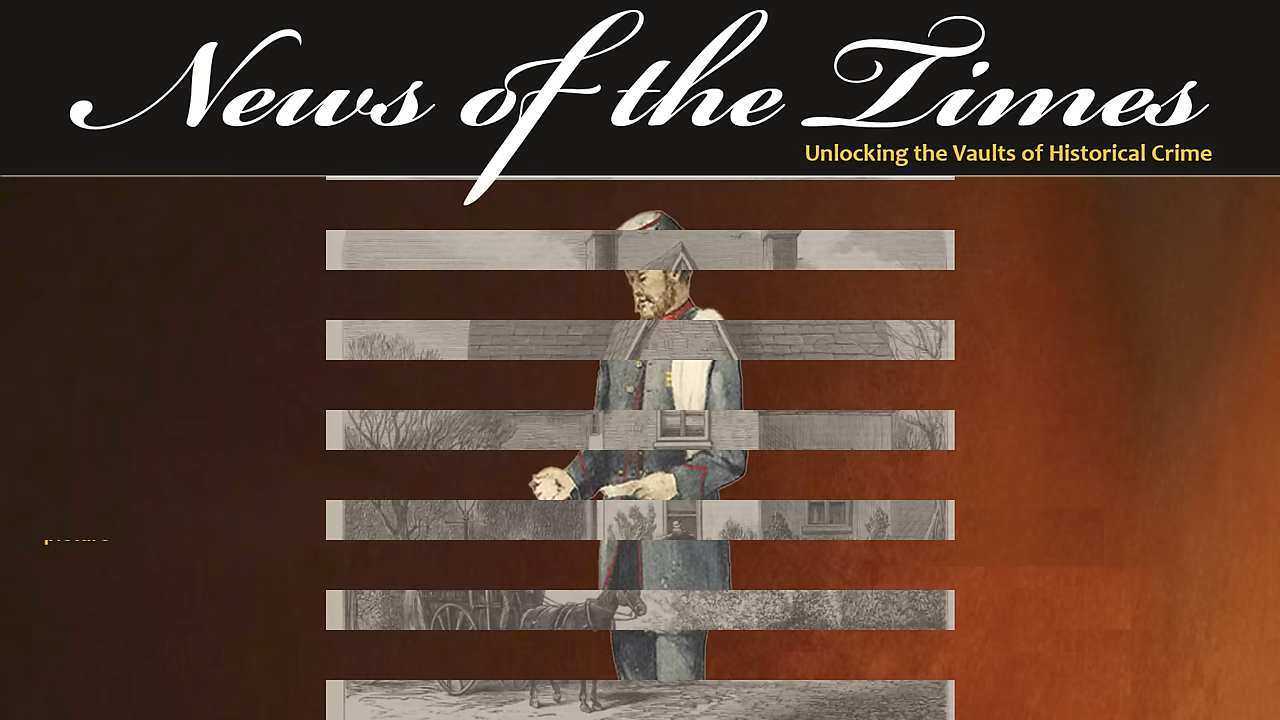 News of the Times
Unlocking the Vaults of Historical Crime